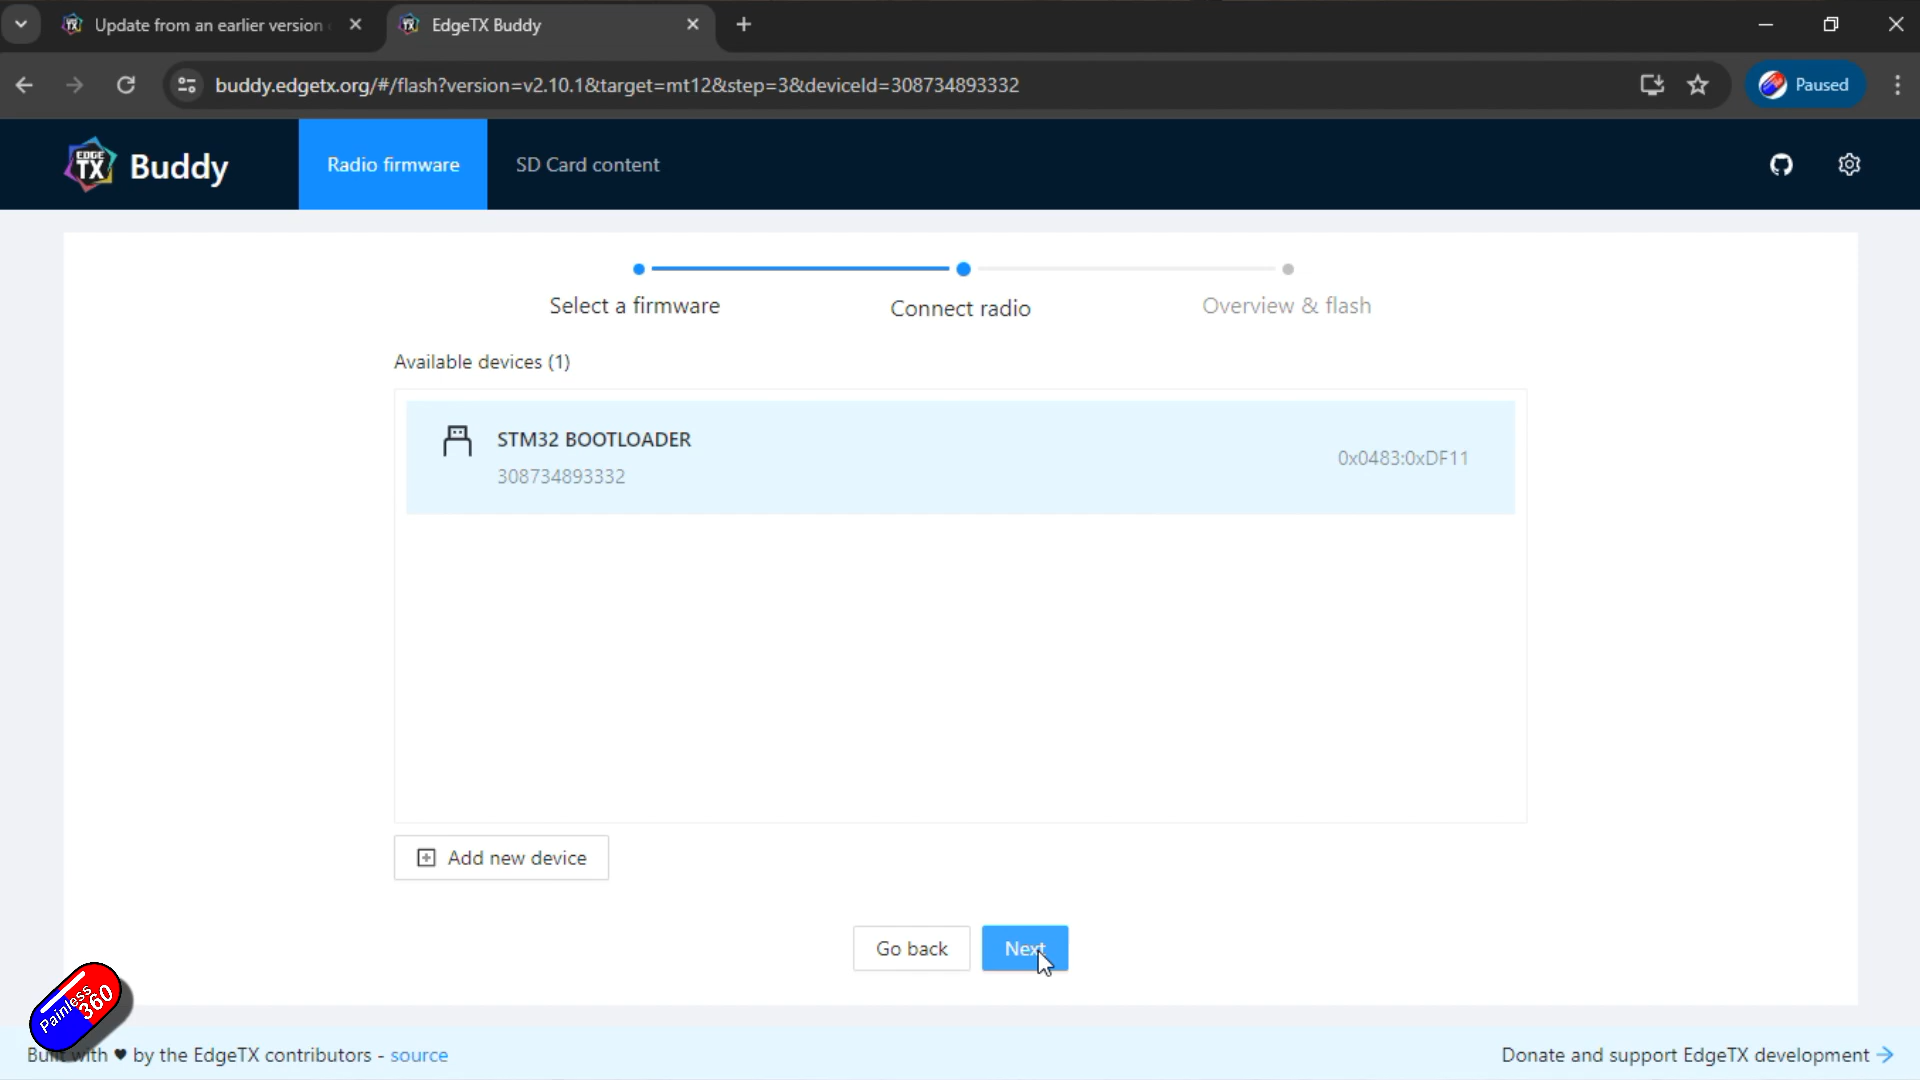 Update from an earlier version
EdgeTX Buddy
buddy.edgetx.org/#/flash?version=v2.10.1&target=mt12&step=3&deviceId=308734893332
Paused
EDGE
TX
Buddy
Radio firmware
SD Card content
Select a firmware
Connect radio
Overview & flash
Available devices (1)
STM32 BOOTLOADER
308734893332
0x0483:0xDF11
Add new device
Go back
Next
Painless
360
Built with ♥ by the EdgeTX contributors - source
Donate and support EdgeTX development →